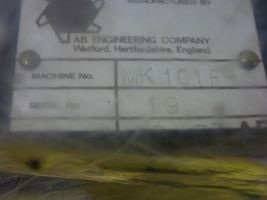 MANUFACTURED BY
AB ENGINEERING COMPANY
Watford, Hertfordshire, England.
MACHINE No. MK 101 F
SERIAL No. 19